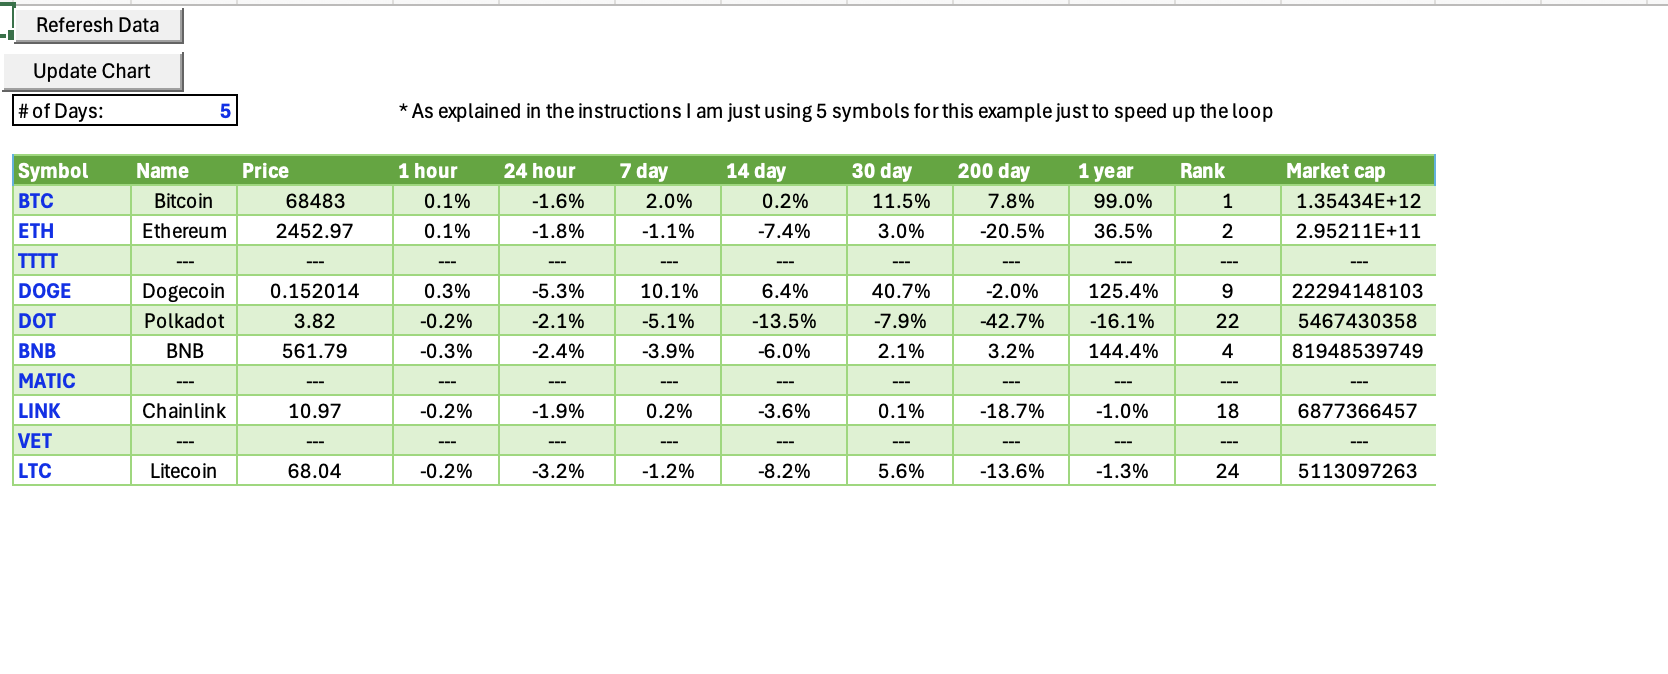 Referesh Data
Update Chart
# of Days: 5 * As explained in the instructions I am just using 5 symbols for this example just to speed up the loop
Symbol Name Price 1 hour 24 hour 7 day 14 day 30 day 200 day 1 year Rank Market cap
BTC Bitcoin 68483 0.1% -1.6% 2.0% 0.2% 11.5% 7.8% 99.0% 1 1.35434E+12
ETH Ethereum 2452.97 0.1% -1.8% -1.1% -7.4% 3.0% -20.5% 36.5% 2 2.95211E+11
TTTT --- --- --- --- --- --- --- --- --- --- ---
DOGE Dogecoin 0.152014 0.3% -5.3% 10.1% 6.4% 40.7% -2.0% 125.4% 9 22294148103
DOT Polkadot 3.82 -0.2% -2.1% -5.1% -13.5% -7.9% -42.7% -16.1% 22 5467430358
BNB BNB 561.79 -0.3% -2.4% -3.9% -6.0% 2.1% 3.2% 144.4% 4 81948539749
MATIC --- --- --- --- --- --- --- --- --- --- ---
LINK Chainlink 10.97 -0.2% -1.9% 0.2% -3.6% 0.1% -18.7% -1.0% 18 6877366457
VET --- --- --- --- --- --- --- --- --- --- ---
LTC Litecoin 68.04 -0.2% -3.2% -1.2% -8.2% 5.6% -13.6% -1.3% 24 5113097263